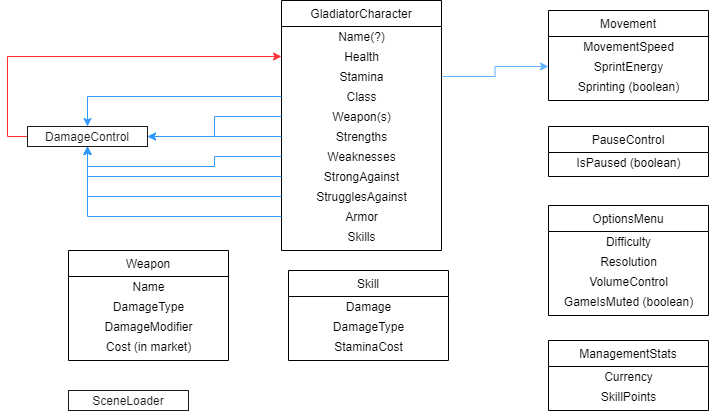 GladiatorCharacter
Name(?)
Health
Stamina
Class
Weapon(s)
Strengths
Weaknesses
StrongAgainst
StrugglesAgainst
Armor
Skills
Movement
MovementSpeed
SprintEnergy
Sprinting (boolean)
DamageControl
PauseControl
IsPaused (boolean)
OptionsMenu
Difficulty
Resolution
VolumeControl
GameIsMuted (boolean)
Weapon
Name
DamageType
DamageModifier
Cost (in market)
Skill
Damage
DamageType
StaminaCost
ManagementStats
Currency
SkillPoints
SceneLoader